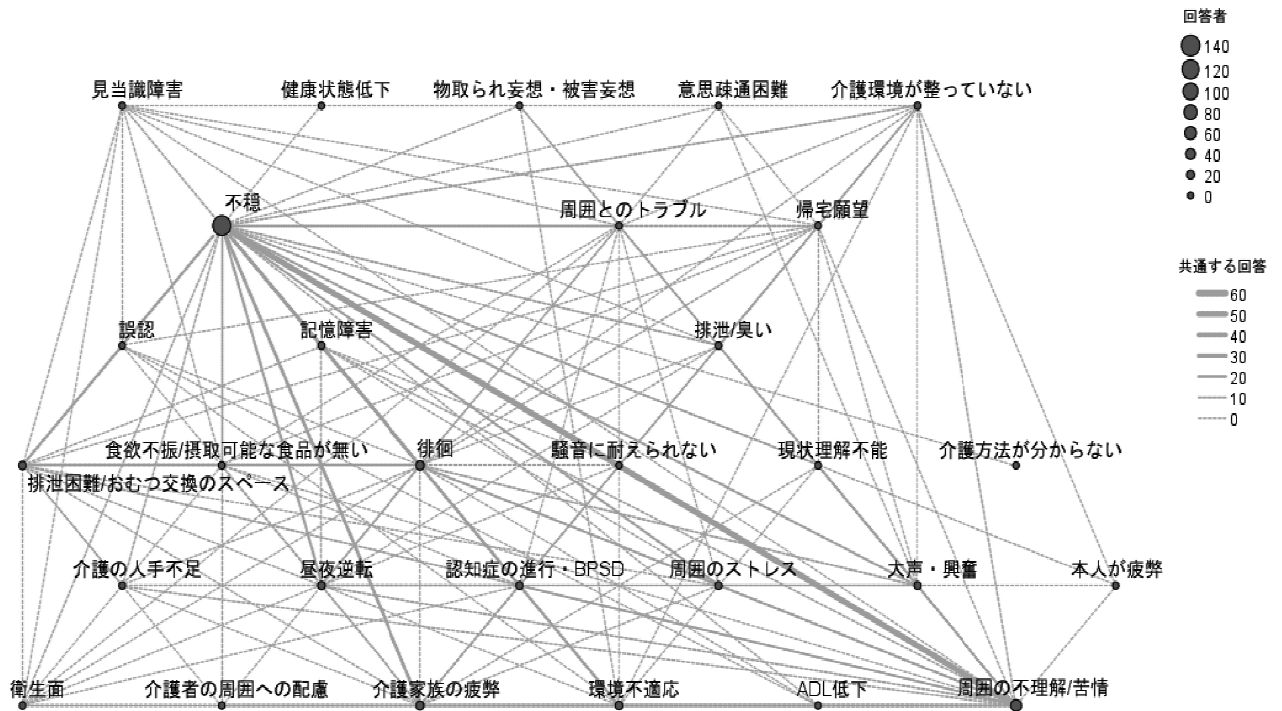 回答者
140
120
100
80
60
40
20
0
見当識障害
健康状態低下
物取られ妄想・被害妄想
意思疎通困難
介護環境が整っていない
不穏
周囲とのトラブル
帰宅願望
共通する回答
60
50
40
30
20
10
0
誤認
記憶障害
排泄/臭い
食欲不振/摂取可能な食品が無い
徘徊
騒音に耐えられない
現状理解不能
介護方法が分からない
排泄困難/おむつ交換のスペース
介護の人手不足
昼夜逆転
認知症の進行・BPSD
周囲のストレス
大声・興奮
本人が疲弊
衛生面
介護者の周囲への配慮
介護家族の疲弊
環境不適応
ADL低下
周囲の不理解/苦情